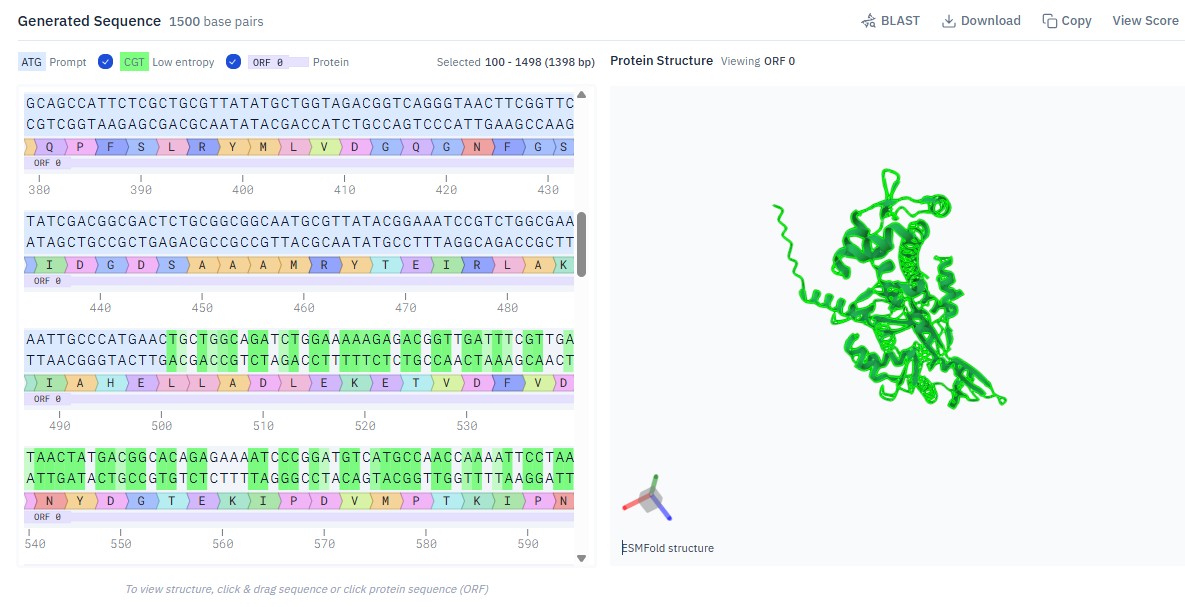 Generated Sequence 1500 base pairs
BLAST Download Copy View Score
ATG Prompt CGT Low entropy ORF 0 Protein Selected 100 - 1498 (1398 bp)
Protein Structure Viewing ORF 0
GCAGCCATTCTCGCTGCGTTATATGCTGGTAGACGGTCAGGGTAACTTCGGTTC
CGTCGGTAAGAGCGACGCAATATACGACCATCTGCCAGTCCCATTGAAGCCAAG
Q P F S L R Y M L V D G Q G N F G S
ORF 0
380 390 400 410 420 430
TATCGACGGCGACTCTGCGGCGGCAATGCGTTATACGGAAATCCGTCTGGCGAA
ATAGCTGCCGCTGAGACGCCGCCGTTACGCAATATGCCTTTAGGCAGACCGCTT
I D G D S A A A M R Y T E I R L A K
ORF 0
440 450 460 470 480
AATTGCCCATGAACTGCTGGCAGATCTGGAAAAAGAGACGGTTGATTTCGTTGA
TTAACGGGTACTTGACGACCGTCTAGACCTTTTTCTCTGCCAACTAAAGCAACT
I A H E L L A D L E K E T V D F V D
ORF 0
490 500 510 520 530
TAACTATGACGGCACAGAGAAAATCCCGGATGTCATGCCAACCAAAATTCCTAA
ATTGATACTGCCGTGTCTCTTTTAGGGCCTACAGTACGGTTGGTTTTAAGGATT
N Y D G T E K I P D V M P T K I P N
ORF 0
540 550 560 570 580 590
ESMFold structure
To view structure, click & drag sequence or click protein sequence (ORF)